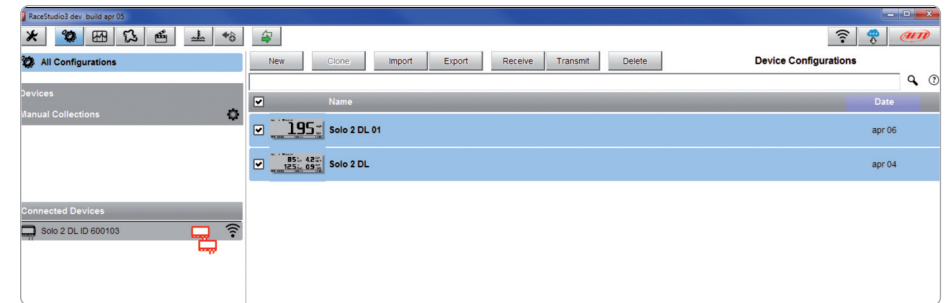 RaceStudio3 dev build apr 05
AiM
All Configurations
New Clone Import Export Receive Transmit Delete Device Configurations
Devices
Name Date
Manual Collections
195 Solo 2 DL 01 apr 06
Solo 2 DL apr 04
Connected Devices
Solo 2 DL ID 600103